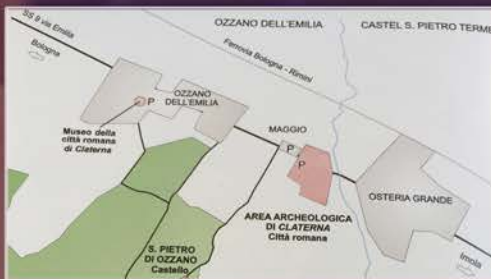 SS 9 via Emilia
Bologna
OZZANO DELL'EMILIA
CASTEL S. PIETRO TERME
Ferrovia Bologna - Rimini
P
OZZANO
DELL'EMILIA
Museo della
città romana
di Claterna
MAGGIO
P
P
AREA ARCHEOLOGICA
DI CLATERNA
Città romana
OSTERIA GRANDE
S. PIETRO
DI OZZANO
Castello
Imola